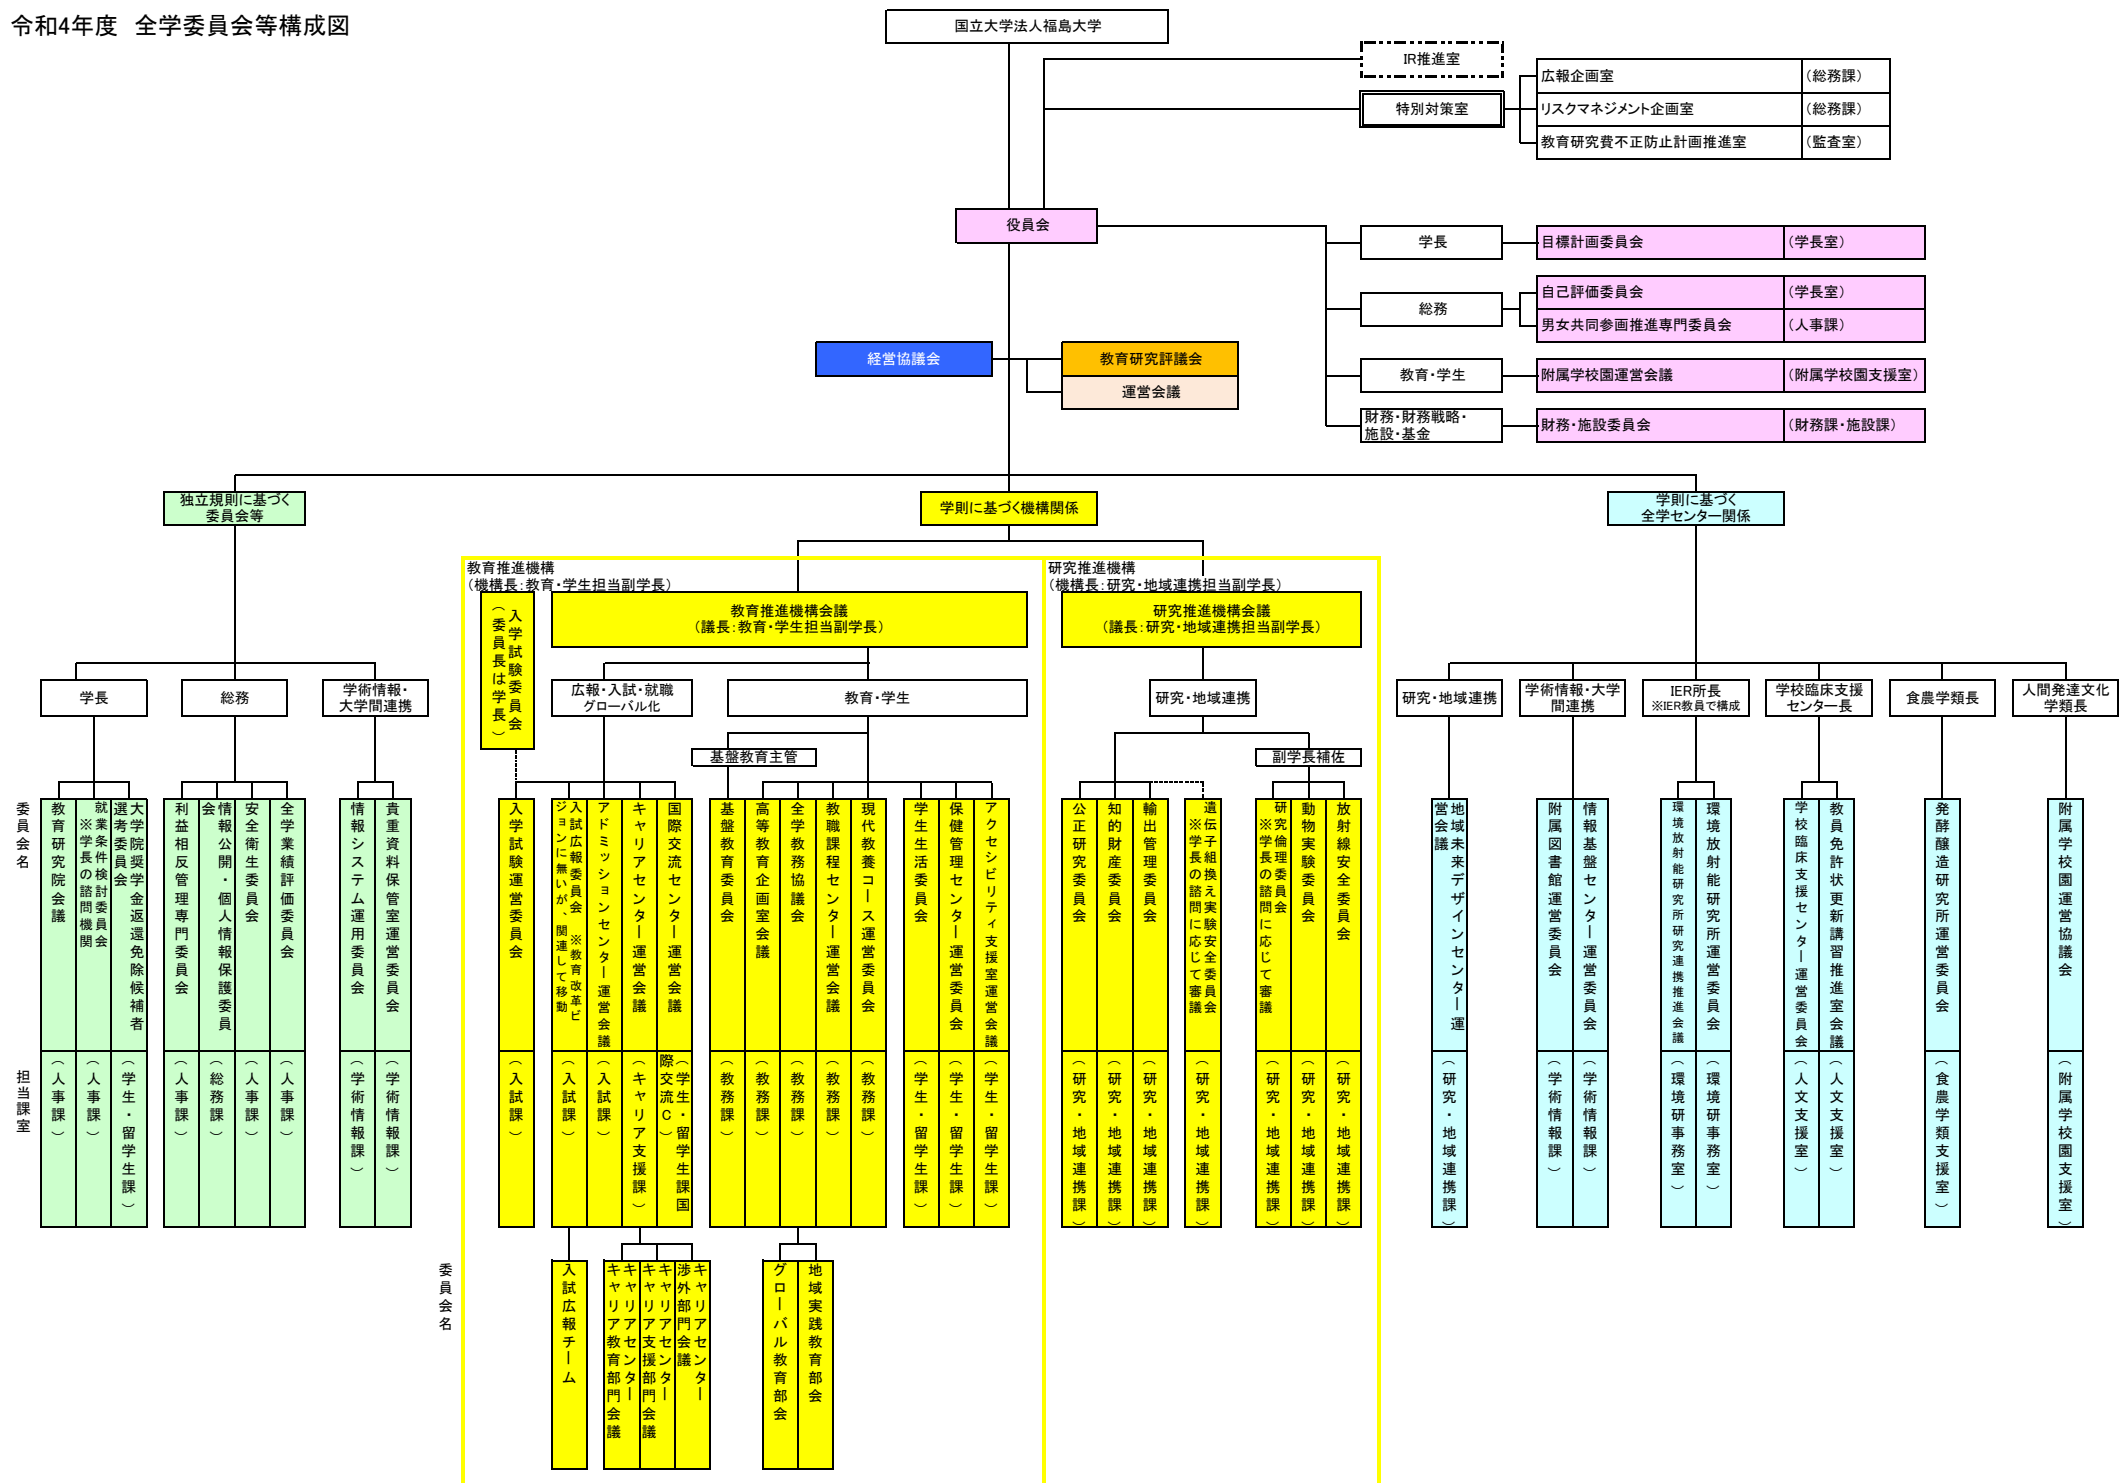 令和4年度 全学委員会等構成図
国立大学法人福島大学
IR推進室
特別対策室
広報企画室
（総務課）
リスクマネジメント企画室
（総務課）
教育研究費不正防止計画推進室
（監査室）
役員会
学長
目標計画委員会
（学長室）
総務
自己評価委員会
（学長室）
男女共同参画推進専門委員会
（人事課）
経営協議会
教育研究評議会
運営会議
教育・学生
附属学校園運営会議
（附属学校園支援室）
財務・財務戦略・
施設・基金
財務・施設委員会
（財務課・施設課）
独立規則に基づく
委員会等
学則に基づく機構関係
学則に基づく
全学センター関係
教育推進機構
（機構長：教育・学生担当副学長）
研究推進機構
（機構長：研究・地域連携担当副学長）
入学試験委員会
（委員長は学長）
教育推進機構会議
（議長：教育・学生担当副学長）
研究推進機構会議
（議長：研究・地域連携担当副学長）
学長
総務
学術情報・
大学間連携
広報・入試・就職
グローバル化
教育・学生
研究・地域連携
研究・地域連携
学術情報・大学
間連携
IER所長
※IER教員で構成
学校臨床支援
センター長
食農学類長
人間発達文化
学類長
基盤教育主管
副学長補佐
委員会名
教育研究院会議
就業条件検討委員会
※学長の諮問機関
大学院奨学金返還免除候補者
選考委員会
利益相反管理専門委員会
情報公開・個人情報保護委員
会
安全衛生委員会
全学業績評価委員会
情報システム運用委員会
貴重資料保管室運営委員会
入学試験運営委員会
入試広報委員会 ※教育改革ビ
ジョンに無いが、関連して移動
アドミッションセンター運営会議
キャリアセンター運営会議
国際交流センター運営会議
基盤教育委員会
高等教育企画室会議
全学教務協議会
教職課程センター運営会議
現代教養コース運営委員会
学生生活委員会
保健管理センター運営委員会
アクセシビリティ支援室運営会議
公正研究委員会
知的財産委員会
輸出管理委員会
遺伝子組換え実験安全委員会
※学長の諮問に応じて審議
研究倫理委員会
※学長の諮問に応じて審議
動物実験委員会
放射線安全委員会
地域未来デザインセンター運
営会議
附属図書館運営委員会
情報基盤センター運営委員会
環境放射能研究所研究連携推進会議
環境放射能研究所運営委員会
学校臨床支援センター運営委員会
教員免許状更新講習推進室会議
発酵醸造研究所運営委員会
附属学校園運営協議会
担当課室
（人事課）
（人事課）
（学生・留学生課）
（人事課）
（総務課）
（人事課）
（人事課）
（学術情報課）
（学術情報課）
（入試課）
（入試課）
（入試課）
（キャリア支援課）
（学生・留学生課国
際交流C）
（教務課）
（教務課）
（教務課）
（教務課）
（教務課）
（学生・留学生課）
（学生・留学生課）
（学生・留学生課）
（研究・地域連携課）
（研究・地域連携課）
（研究・地域連携課）
（研究・地域連携課）
（研究・地域連携課）
（研究・地域連携課）
（研究・地域連携課）
（研究・地域連携課）
（学術情報課）
（学術情報課）
（環境研事務室）
（環境研事務室）
（人文支援室）
（人文支援室）
（食農学類支援室）
（附属学校園支援室）
委員会名
入試広報チーム
キャリアセンター
キャリア教育部門会議
キャリアセンター
キャリア支援部門会議
キャリアセンター
渉外部門会議
グローバル教育部会
地域実践教育部会